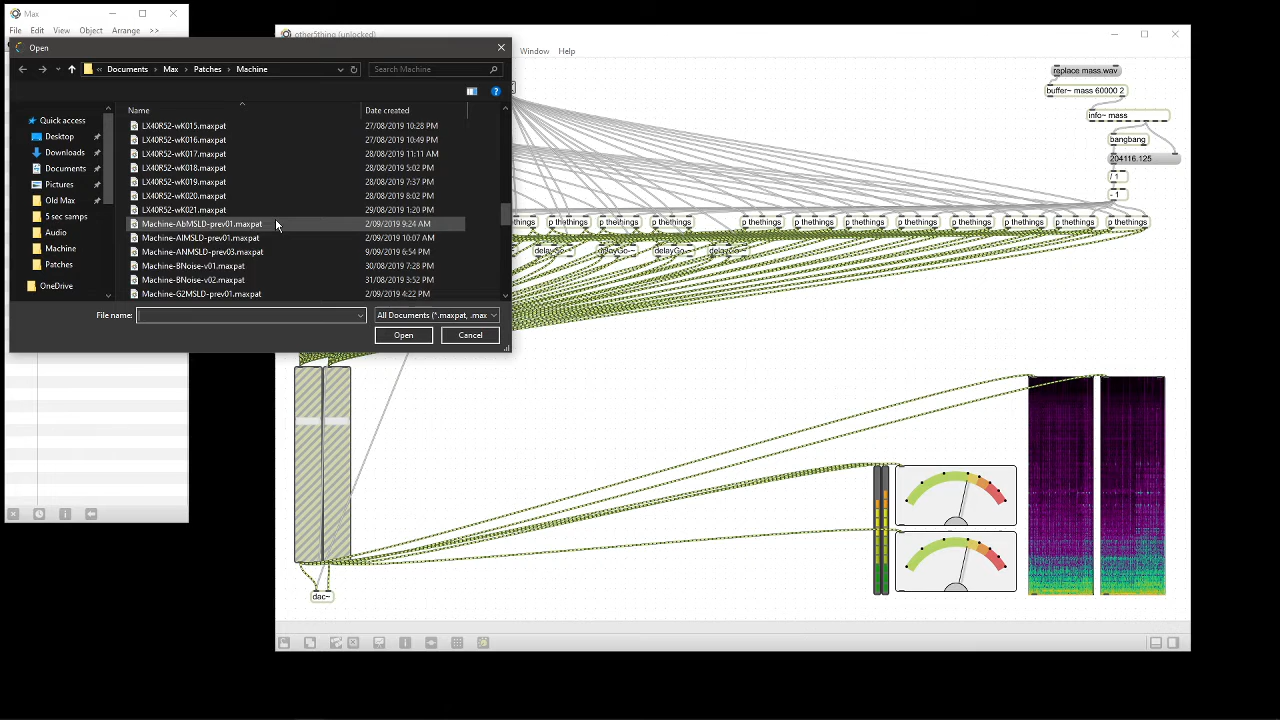 Max
File Edit View Object Arrange >>
Open
« Documents > Max > Patches > Machine
Search Machine
Name Date created
Quick access
Desktop
Downloads
Documents
Pictures
Old Max
5 sec samps
Audio
Machine
Patches
OneDrive
LX40R52-wK015.maxpat 27/08/2019 10:28 PM
LX40R52-wK016.maxpat 27/08/2019
LX40R52-wK017.maxpat 28/08/2019 11:11 AM
LX40R52-wK018.maxpat 28/08/2019 5:02 PM
LX40R52-wK019.maxpat 28/08/2019 7:37 PM
LX40R52-wK020.maxpat 28/08/2019 8:02 PM
LX40R52-wK021.maxpat 29/08/2019 1:20 PM
Machine-AbMSLD-prev01.maxpat 2/09/2019 9:24 AM
Machine-AIMSLD-prev01.maxpat 2/09/2019 10:07 AM
Machine-ANMSLD-prev03.maxpat 9/09/2019 6:54 PM
Machine-BNoise-v01.maxpat 30/08/2019 7:28 PM
Machine-BNoise-v02.maxpat 31/08/2019 3:52 PM
Machine-G2MSLD-prev01.maxpat 2/09/2019 4:22 PM
File name:
All Documents (*.maxpat, .max
Open Cancel
other5thing (unlocked)
Window Help
replace mass.wav
buffer~ mass 60000 2
info~ mass
bangbang
204116.125
/ 1
- 1
p thethings p thethings p thethings p thethings p thethings p thethings p thethings p thethings p thethings p thethings p thethings
dac~